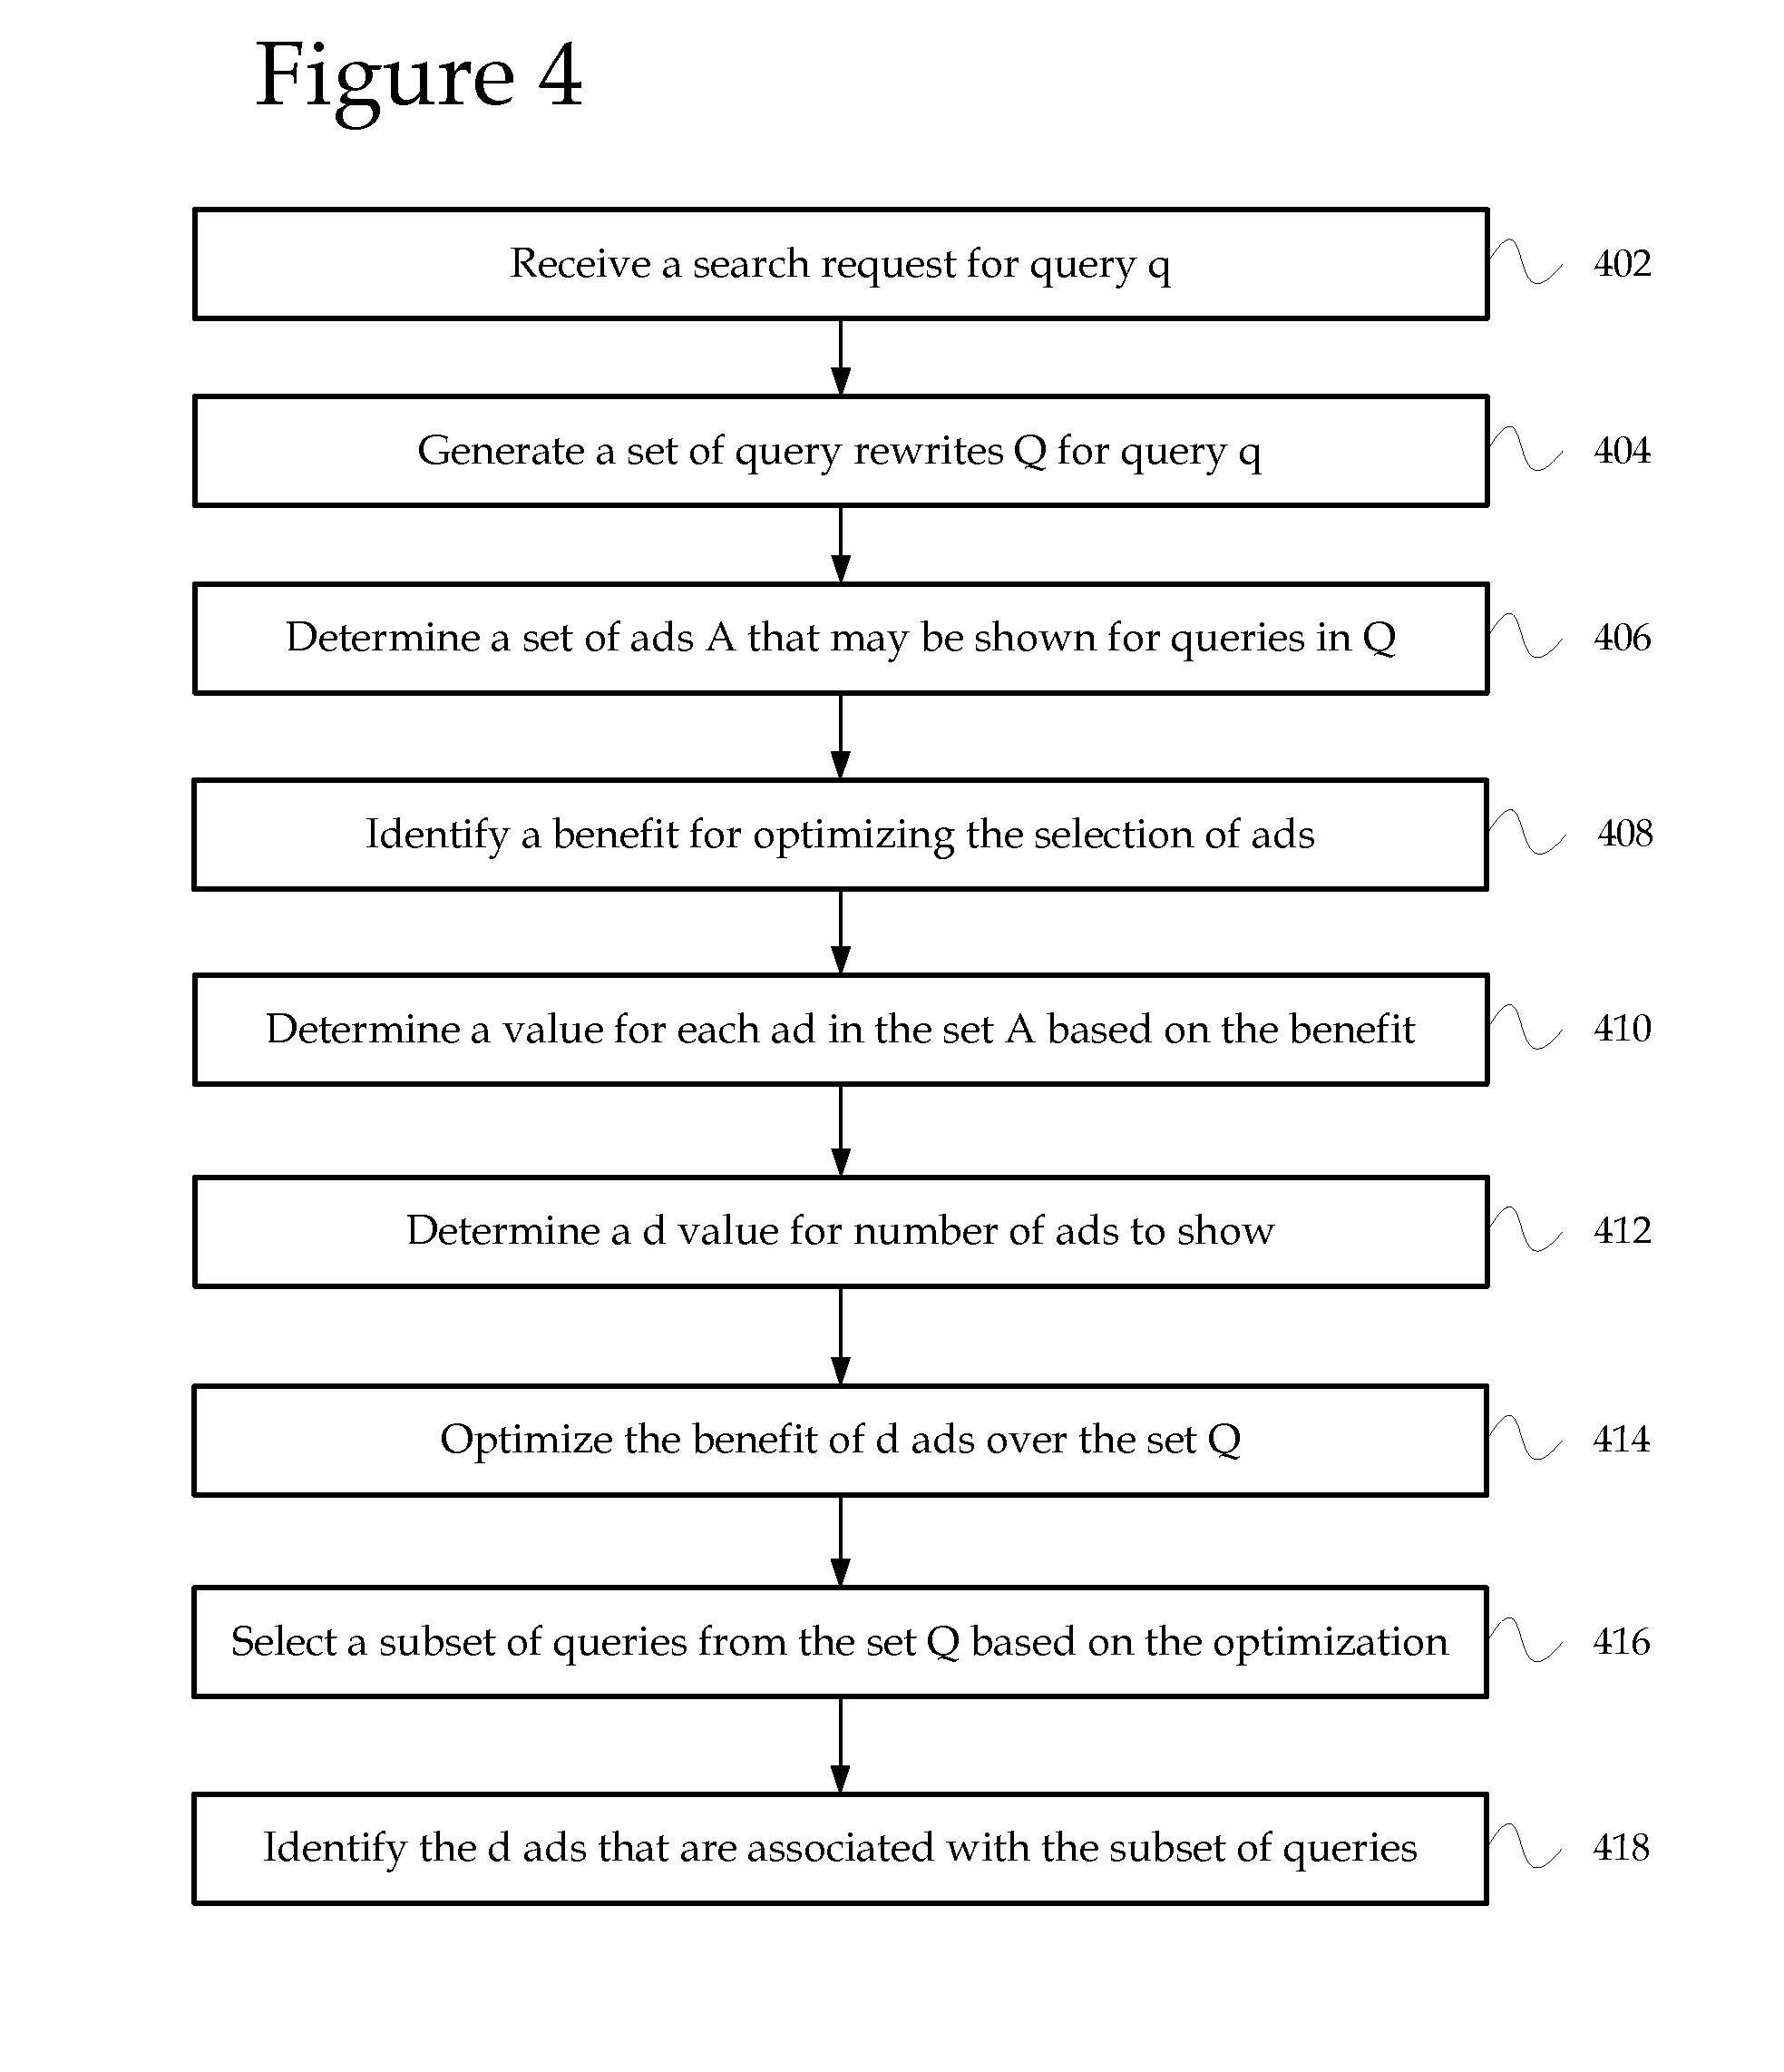 Figure 4
Receive a search request for query q
402
Generate a set of query rewrites Q for query q
404
Determine a set of ads A that may be shown for queries in Q
406
Identify a benefit for optimizing the selection of ads
408
Determine a value for each ad in the set A based on the benefit
410
Determine a d value for number of ads to show
412
Optimize the benefit of d ads over the set Q
414
Select a subset of queries from the set Q based on the optimization
416
Identify the d ads that are associated with the subset of queries
418